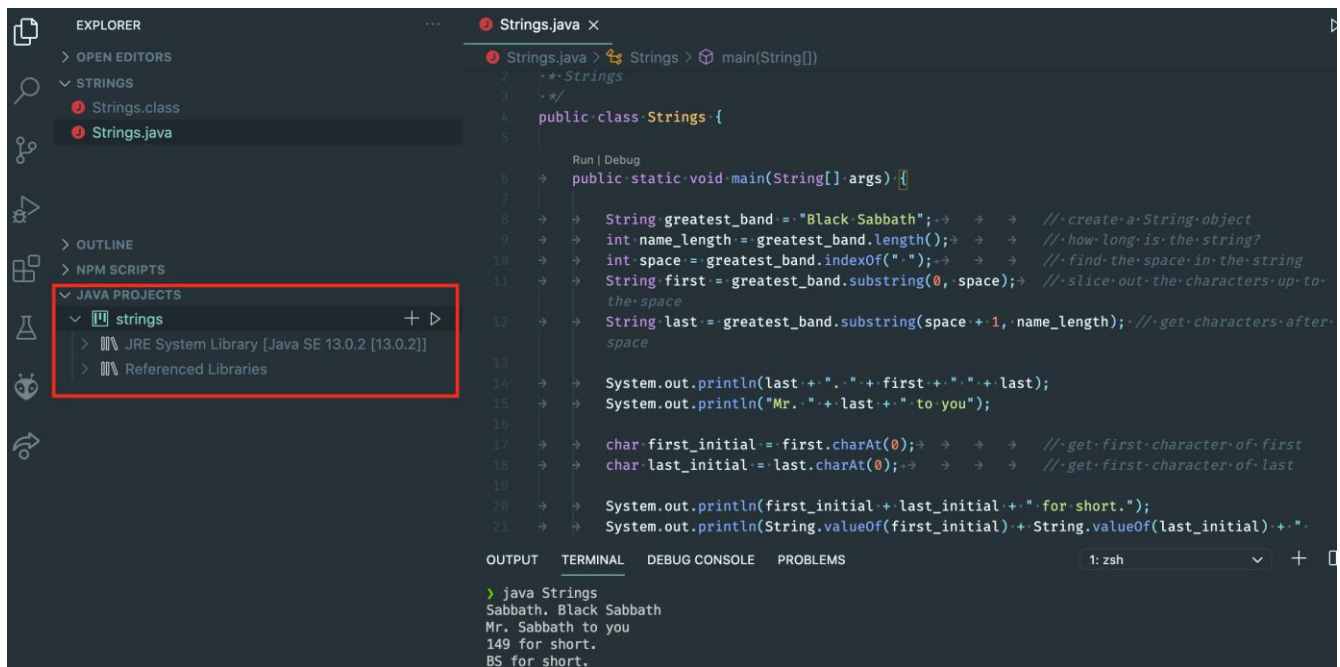 EXPLORER
OPEN EDITORS
STRINGS
Strings.class
Strings.java
OUTLINE
NPM SCRIPTS
JAVA PROJECTS
strings
JRE System Library [Java SE 13.0.2 [13.0.2]]
Referenced Libraries
Strings.java
Strings.java > Strings > main(String[])
2 * Strings
3 */
4 public class Strings {
5
Run | Debug
6 public static void main(String[] args) {
7
8 String greatest_band = "Black Sabbath"; // create a String object
9 int name_length = greatest_band.length(); // how long is the string?
10 int space = greatest_band.indexOf(" "); // find the space in the string
11 String first = greatest_band.substring(0, space); // slice out the characters up to
the space
12 String last = greatest_band.substring(space + 1, name_length); // get characters after
space
13
14 System.out.println(last + ". " + first + " " + last);
15 System.out.println("Mr. " + last + " to you");
16
17 char first_initial = first.charAt(0); // get first character of first
18 char last_initial = last.charAt(0); // get first character of last
19
20 System.out.println(first_initial + last_initial + " for short.");
21 System.out.println(String.valueOf(first_initial) + String.valueOf(last_initial) + "
OUTPUT TERMINAL DEBUG CONSOLE PROBLEMS 1: zsh
❯ java Strings
Sabbath. Black Sabbath
Mr. Sabbath to you
149 for short.
BS for short.